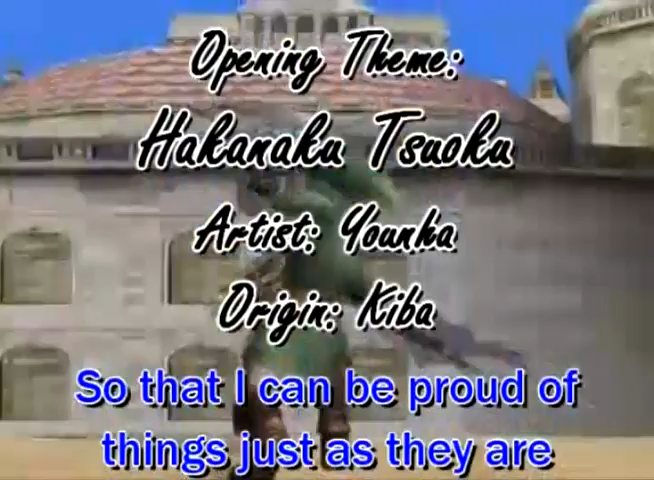 Opening Theme:
Hakanaku Tsuoku
Artist: Younha
Origin: Kiba
So that I can be proud of
things just as they are